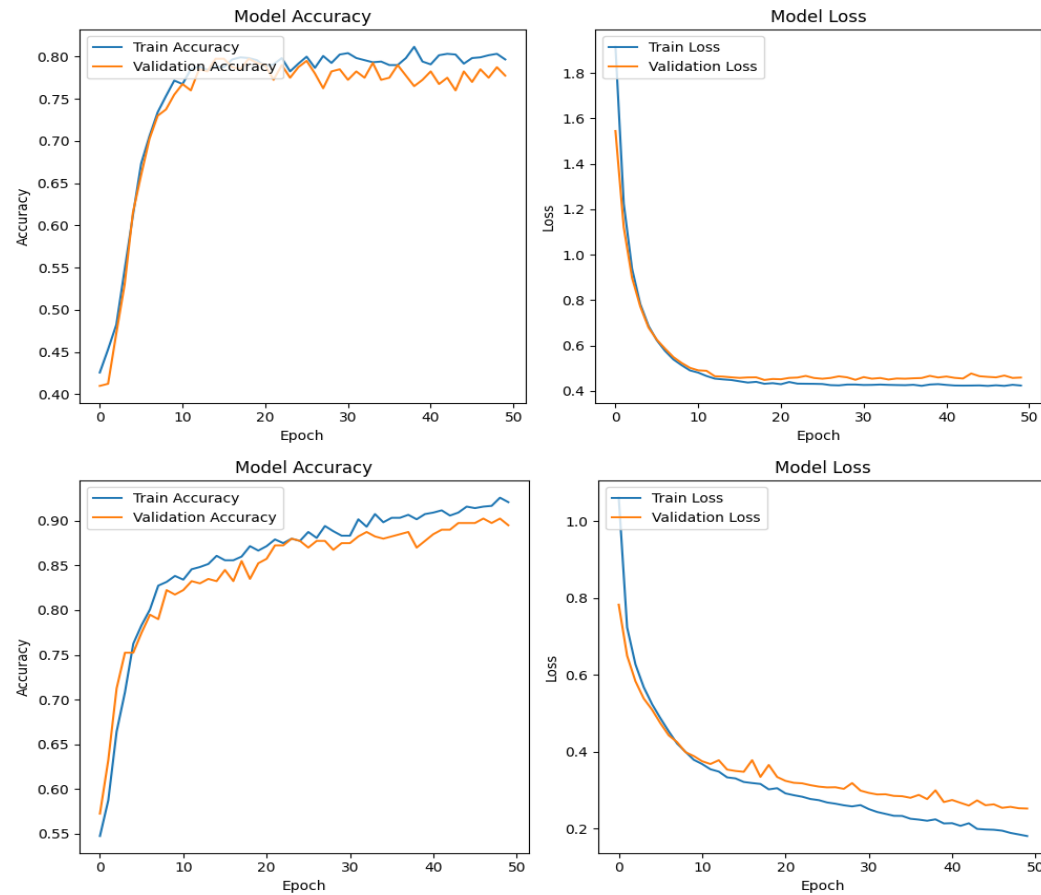 Model Accuracy
Train Accuracy
Validation Accuracy
0.80
0.75
0.70
0.65
0.60
0.55
0.50
0.45
0.40
Accuracy
0 10 20 30 40 50
Epoch
Model Loss
Train Loss
Validation Loss
1.8
1.6
1.4
1.2
1.0
0.8
0.6
0.4
Loss
0 10 20 30 40 50
Epoch
Model Accuracy
Train Accuracy
Validation Accuracy
0.90
0.85
0.80
0.75
0.70
0.65
0.60
0.55
Accuracy
0 10 20 30 40 50
Epoch
Model Loss
Train Loss
Validation Loss
1.0
0.8
0.6
0.4
0.2
Loss
0 10 20 30 40 50
Epoch